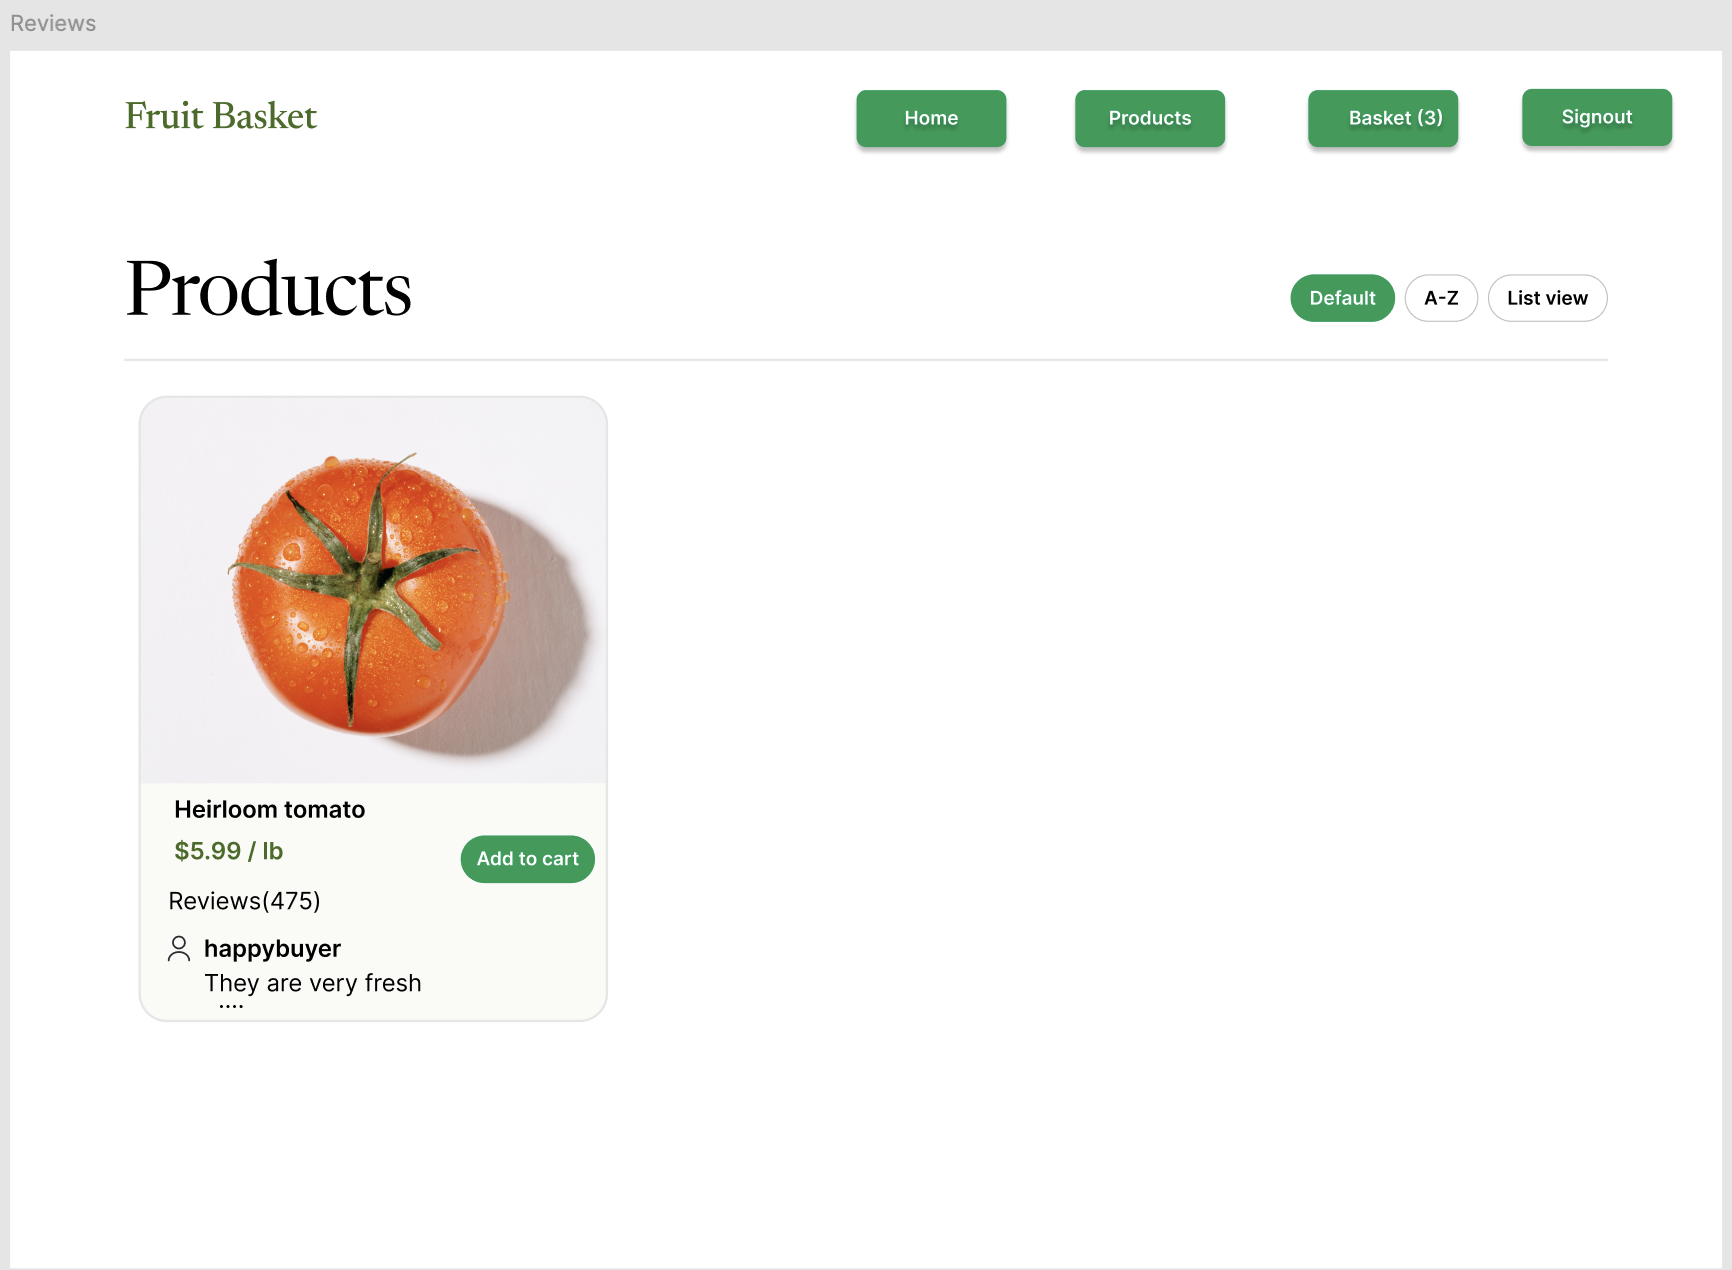 Reviews
Fruit Basket
Home
Products
Basket (3)
Signout
Products
Default
A-Z
List view
Heirloom tomato
$5.99 / lb
Add to cart
Reviews(475)
happybuyer
They are very fresh
....